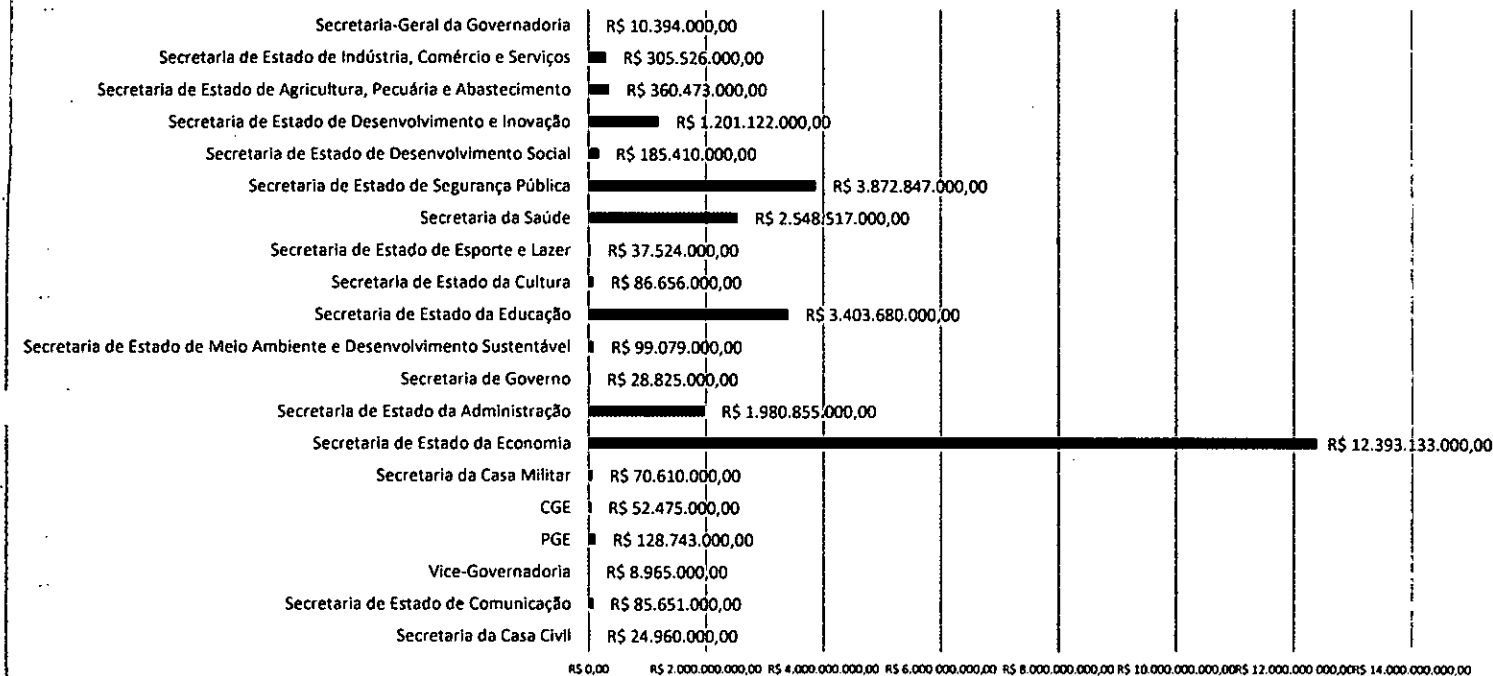 Secretaria-Geral da Governadoria R$ 10.394.000,00
Secretaria de Estado de Indústria, Comércio e Serviços R$ 305.526.000,00
Secretaria de Estado de Agricultura, Pecuária e Abastecimento R$ 360.473.000,00
Secretaria de Estado de Desenvolvimento e Inovação R$ 1.201.122.000,00
Secretaria de Estado de Desenvolvimento Social R$ 185.410.000,00
Secretaria de Estado de Segurança Pública R$ 3.872.847.000,00
Secretaria da Saúde R$ 2.548.517.000,00
Secretaria de Estado de Esporte e Lazer R$ 37.524.000,00
Secretaria de Estado da Cultura R$ 86.656.000,00
Secretaria de Estado da Educação R$ 3.403.680.000,00
Secretaria de Estado de Meio Ambiente e Desenvolvimento Sustentável R$ 99.079.000,00
Secretaria de Governo R$ 28.825.000,00
Secretaria de Estado da Administração R$ 1.980.855.000,00
Secretaria de Estado da Economia R$ 12.393.133.000,00
Secretaria da Casa Militar R$ 70.610.000,00
CGE R$ 52.475.000,00
PGE R$ 128.743.000,00
Vice-Governadoria R$ 8.965.000,00
Secretaria de Estado de Comunicação R$ 85.651.000,00
Secretaria da Casa Civil R$ 24.960.000,00
R$ 0,00 R$ 2.000.000.000,00 R$ 4.000.000.000,00 R$ 6.000.000.000,00 R$ 8.000.000.000,00 R$ 10.000.000.000,00 R$ 12.000.000.000,00 R$ 14.000.000.000,00